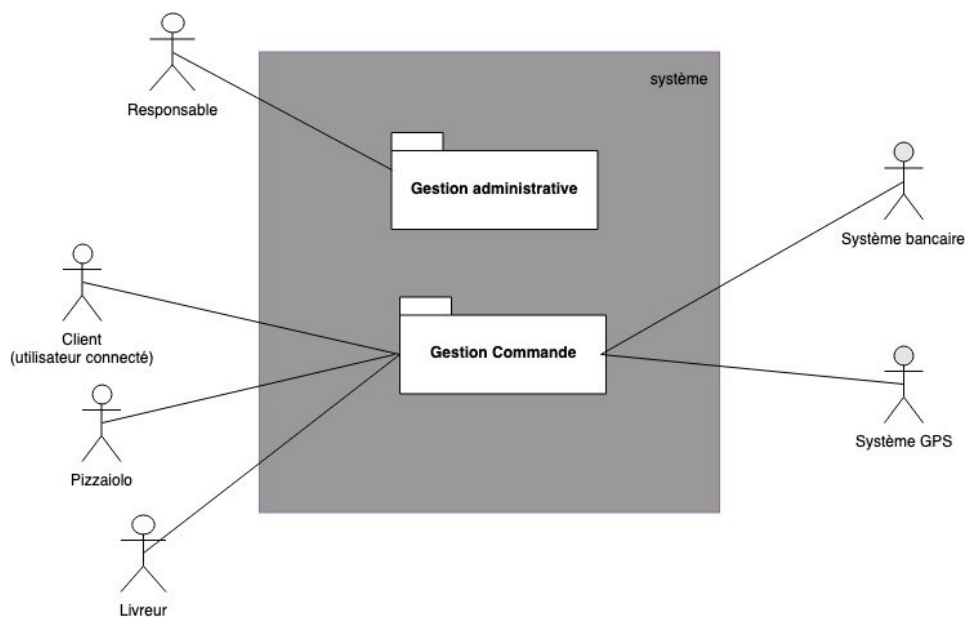 système
Responsable
Gestion administrative
Système bancaire
Client
(utilisateur connecté)
Gestion Commande
Système GPS
Pizzaiolo
Livreur